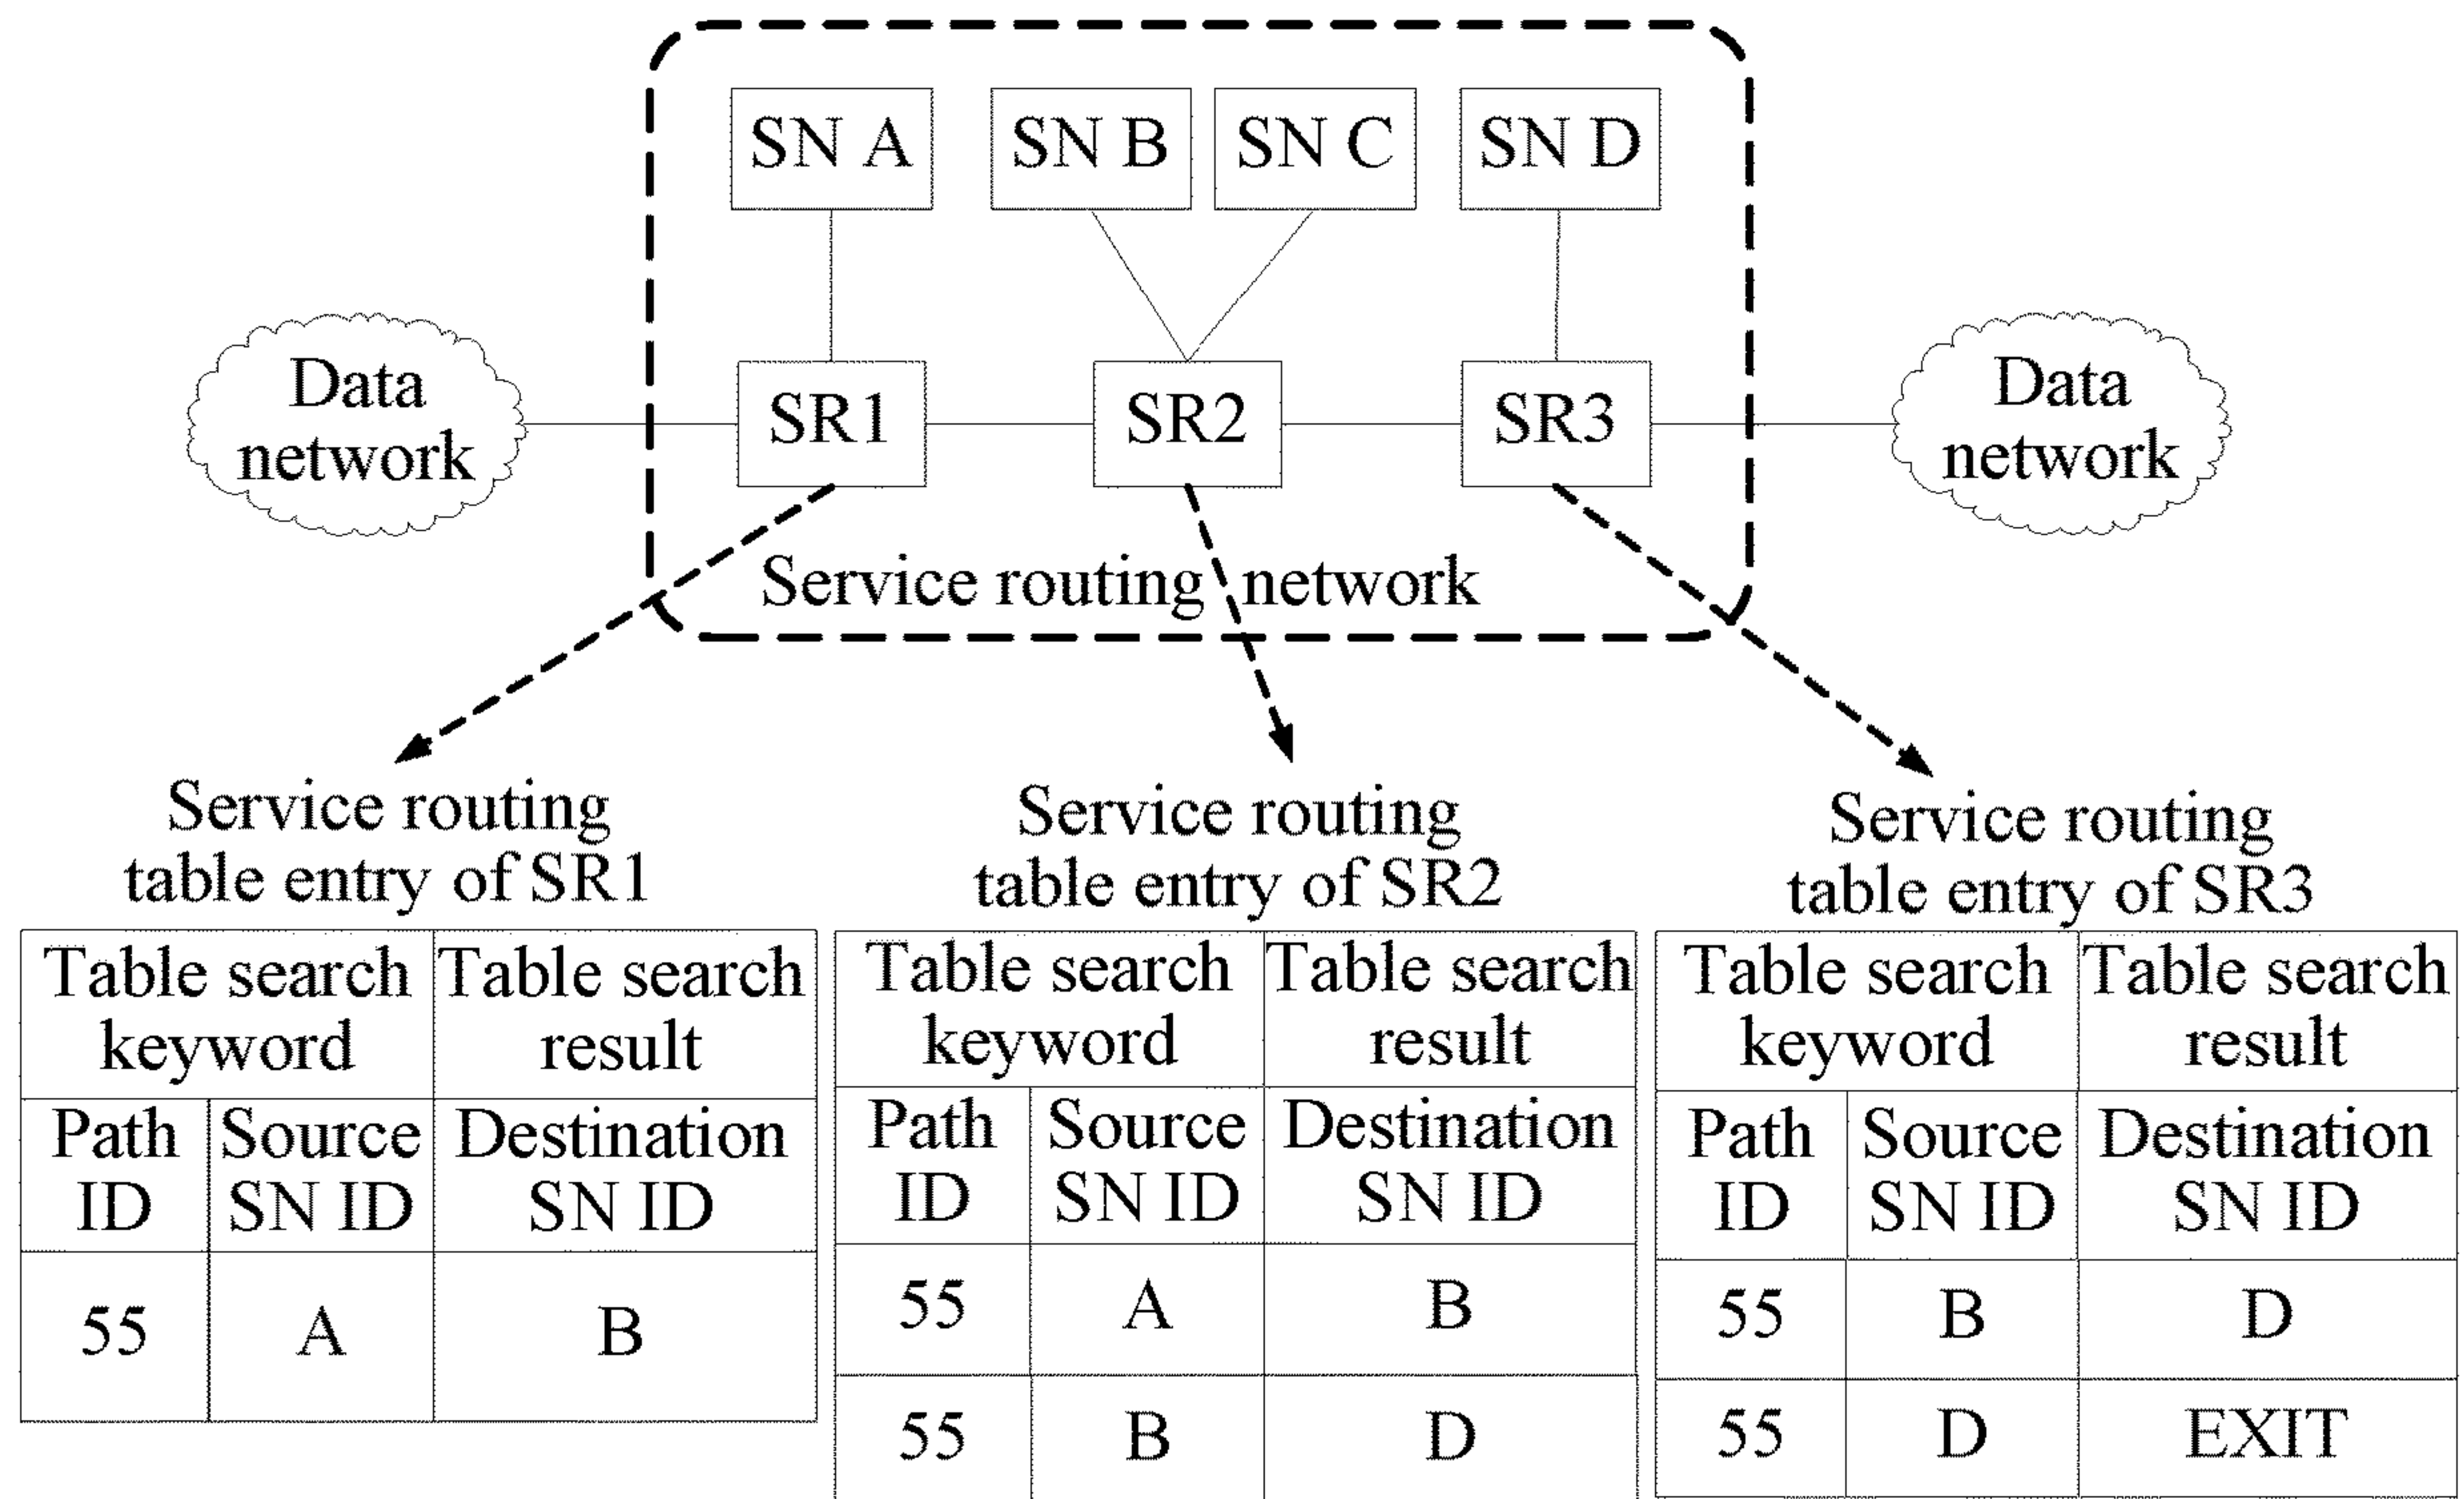 SN A
SN B
SN C
SN D
Data
network
SR1
SR2
SR3
Data
network
Service routing network
Service routing
table entry of SR1
Table search
keyword
Table search
result
Path
ID
Source
SN ID
Destination
SN ID
55
A
B
Service routing
table entry of SR2
Table search
keyword
Table search
result
Path
ID
Source
SN ID
Destination
SN ID
55
A
B
55
B
D
Service routing
table entry of SR3
Table search
keyword
Table search
result
Path
ID
Source
SN ID
Destination
SN ID
55
B
D
55
D
EXIT